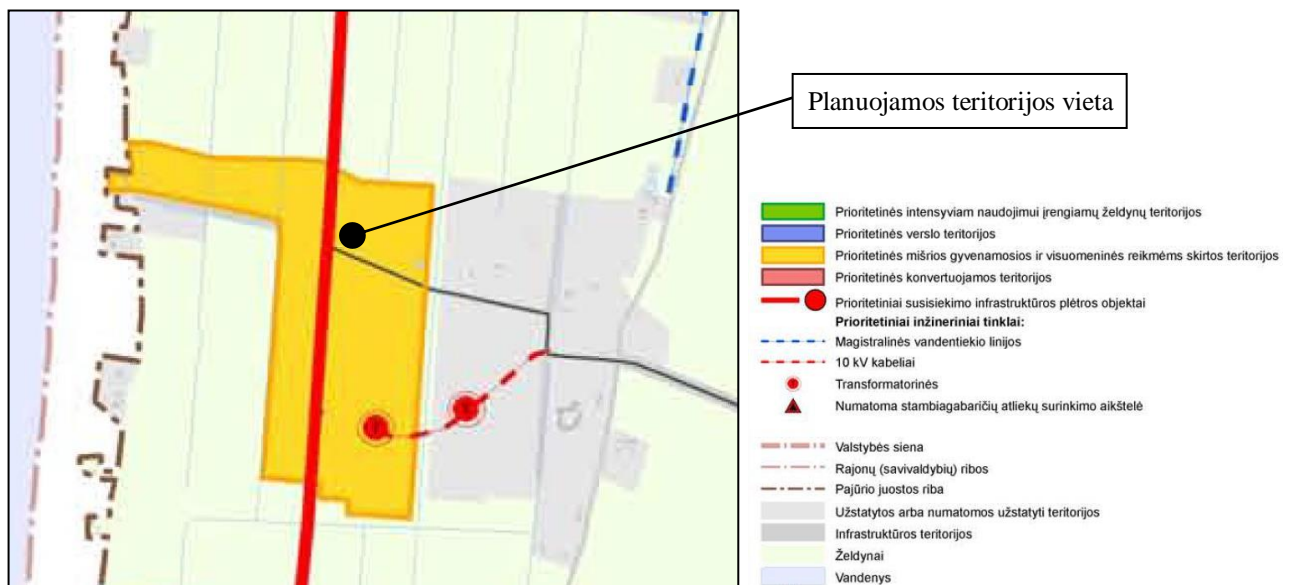 Planuojamos teritorijos vieta
Prioritetinės intensyviam naudojimui įrengiamų želdynų teritorijos
Prioritetinės verslo teritorijos
Prioritetinės mišrios gyvenamosios ir visuomeninės reikmėms skirtos teritorijos
Prioritetinės konvertuojamos teritorijos
Prioritetiniai susisiekimo infrastruktūros plėtros objektai
Prioritetiniai inžineriniai tinklai:
Magistralinės vandentiekio linijos
10 kV kabeliai
Transformatorinės
Numatoma stambiagabaričių atliekų surinkimo aikštelė
Valstybės siena
Rajonų (savivaldybių) ribos
Pajūrio juostos riba
Užstatytos arba numatomos užstatyti teritorijos
Infrastruktūros teritorijos
Želdynai
Vandenys